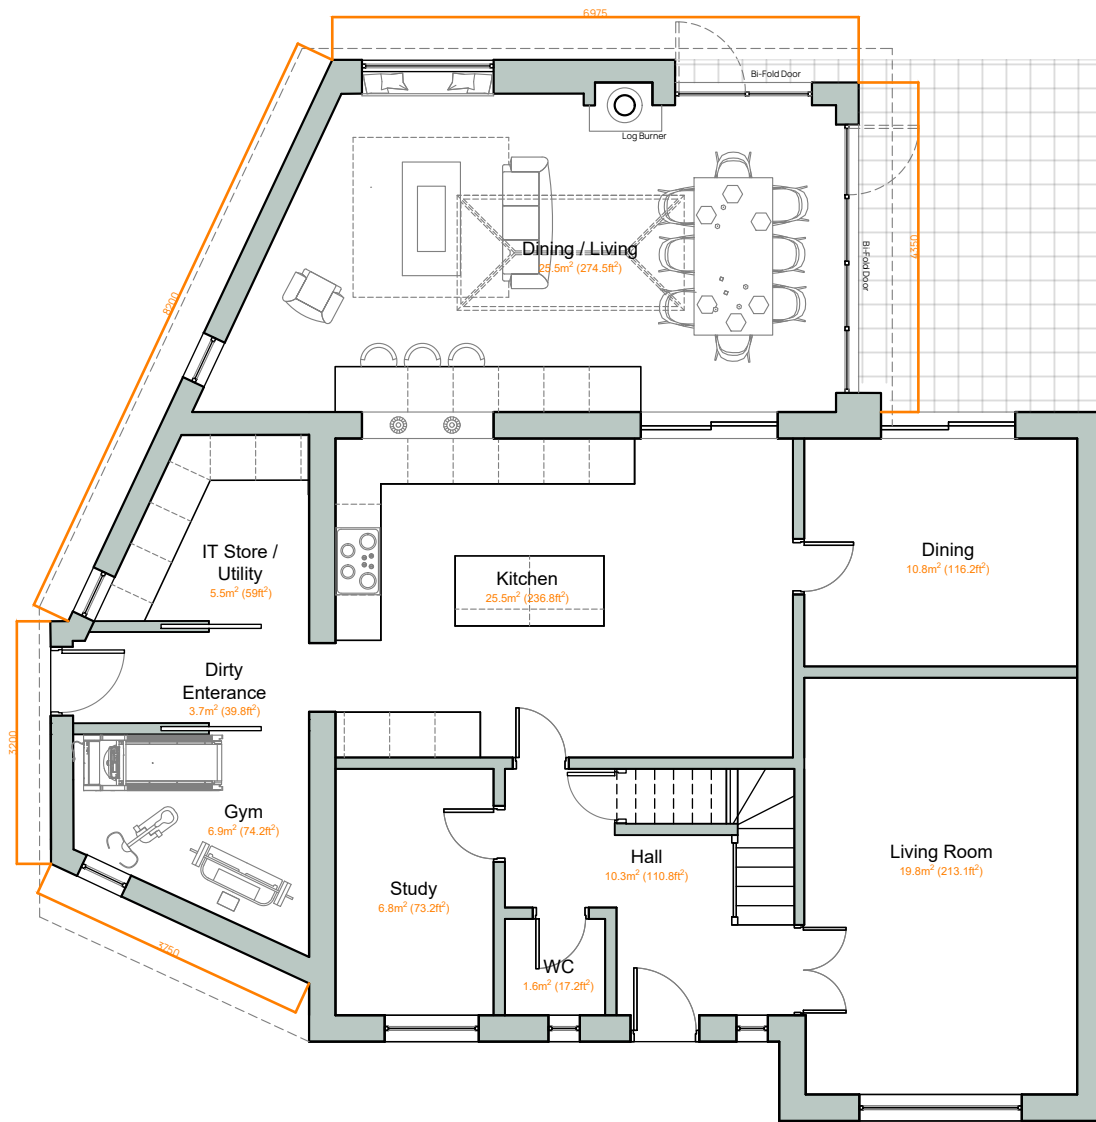 6975
Bi-Fold Door
Log Burner
Bi-Fold Door
4350
8200
Dining / Living
25.5m² (274.5ft²)
IT Store /
Utility
5.5m² (59ft²)
Kitchen
25.5m² (236.8ft²)
Dining
10.8m² (116.2ft²)
Dirty
Enterance
3.7m² (39.8ft²)
3200
Gym
6.9m² (74.2ft²)
3750
Study
6.8m² (73.2ft²)
Hall
10.3m² (110.8ft²)
Living Room
19.8m² (213.1ft²)
WC
1.6m² (17.2ft²)